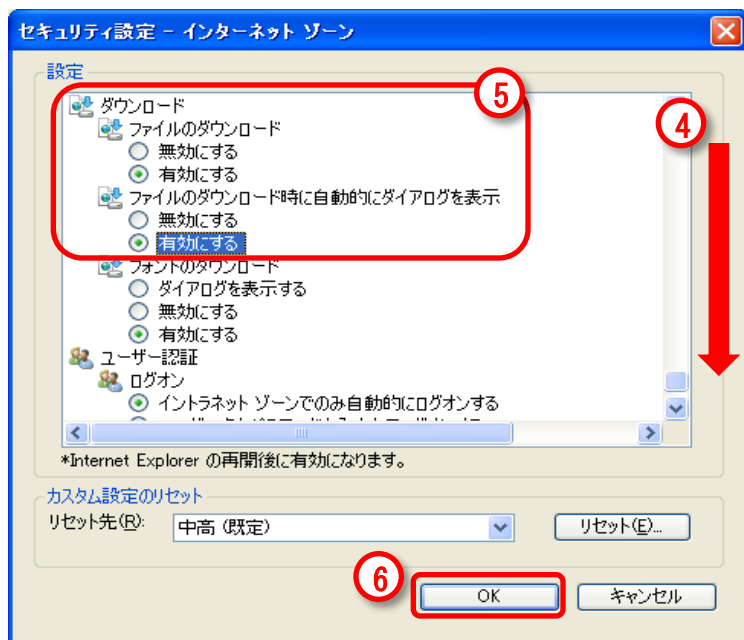 セキュリティ設定 - インターネット ゾーン
設定
5
ダウンロード
4
ファイルのダウンロード
無効にする
有効にする
ファイルのダウンロード時に自動的にダイアログを表示
無効にする
有効にする
フォントのダウンロード
ダイアログを表示する
無効にする
有効にする
ユーザー認証
ログオン
イントラネット ゾーンでのみ自動的にログオンする
*Internet Explorer の再開後に有効になります。
カスタム設定のリセット
リセット先(R):
中高 (既定)
リセット(E)...
6
OK
キャンセル